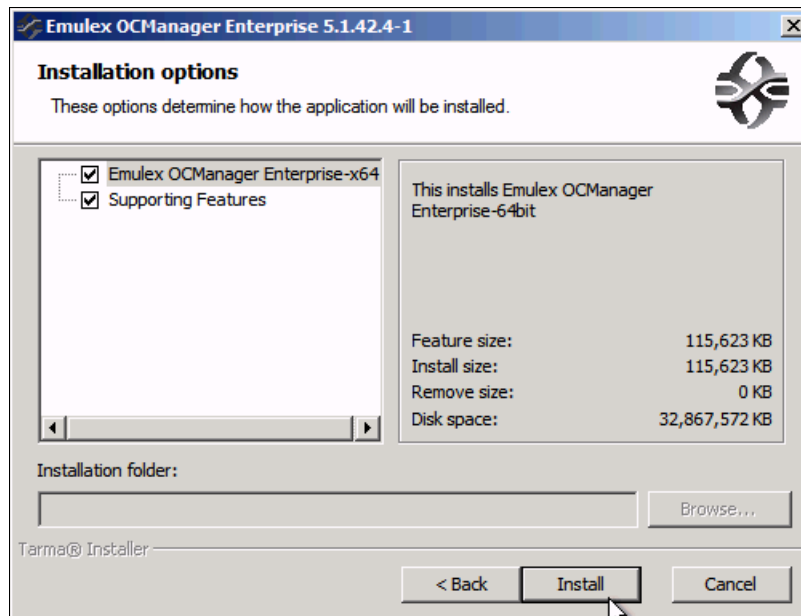 Emulex OCManager Enterprise 5.1.42.4-1
Installation options
These options determine how the application will be installed.
Emulex OCManager Enterprise-x64
Supporting Features
This installs Emulex OCManager
Enterprise-64bit
Feature size: 115,623 KB
Install size: 115,623 KB
Remove size: 0 KB
Disk space: 32,867,572 KB
Installation folder:
Browse...
Tarma® Installer
< Back Install Cancel